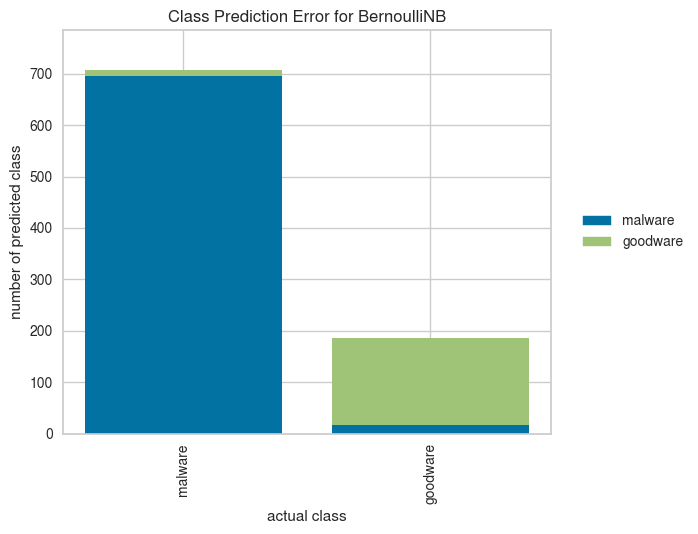 Class Prediction Error for BernoulliNB
number of predicted class
700
600
500
400
300
200
100
0
malware
goodware
actual class
malware
goodware